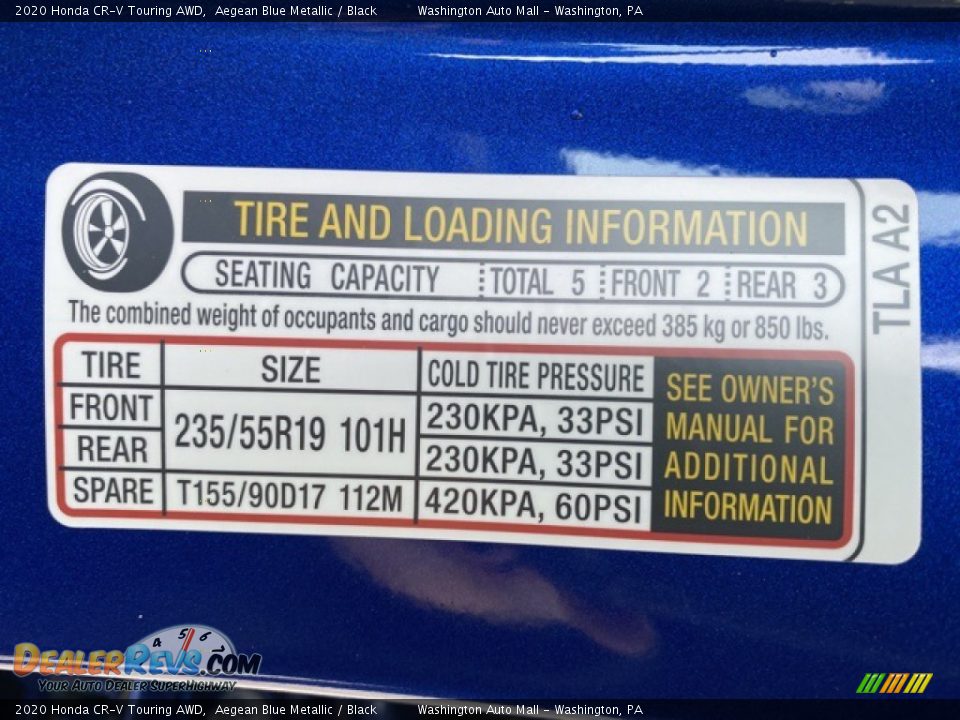 2020 Honda CR-V Touring AWD, Aegean Blue Metallic / Black Washington Auto Mall - Washington, PA
TIRE AND LOADING INFORMATION
SEATING CAPACITY TOTAL 5 FRONT 2 REAR 3
The combined weight of occupants and cargo should never exceed 385 kg or 850 lbs.
TLA A2
TIRE SIZE COLD TIRE PRESSURE
FRONT 235/55R19 101H 230KPA, 33PSI
REAR 230KPA, 33PSI
SPARE T155/90D17 112M 420KPA, 60PSI
SEE OWNER'S
MANUAL FOR
ADDITIONAL
INFORMATION
4 5 6
DEALERREVS.COM
YOUR AUTO DEALER SUPERHIGHWAY
2020 Honda CR-V Touring AWD, Aegean Blue Metallic / Black Washington Auto Mall - Washington, PA